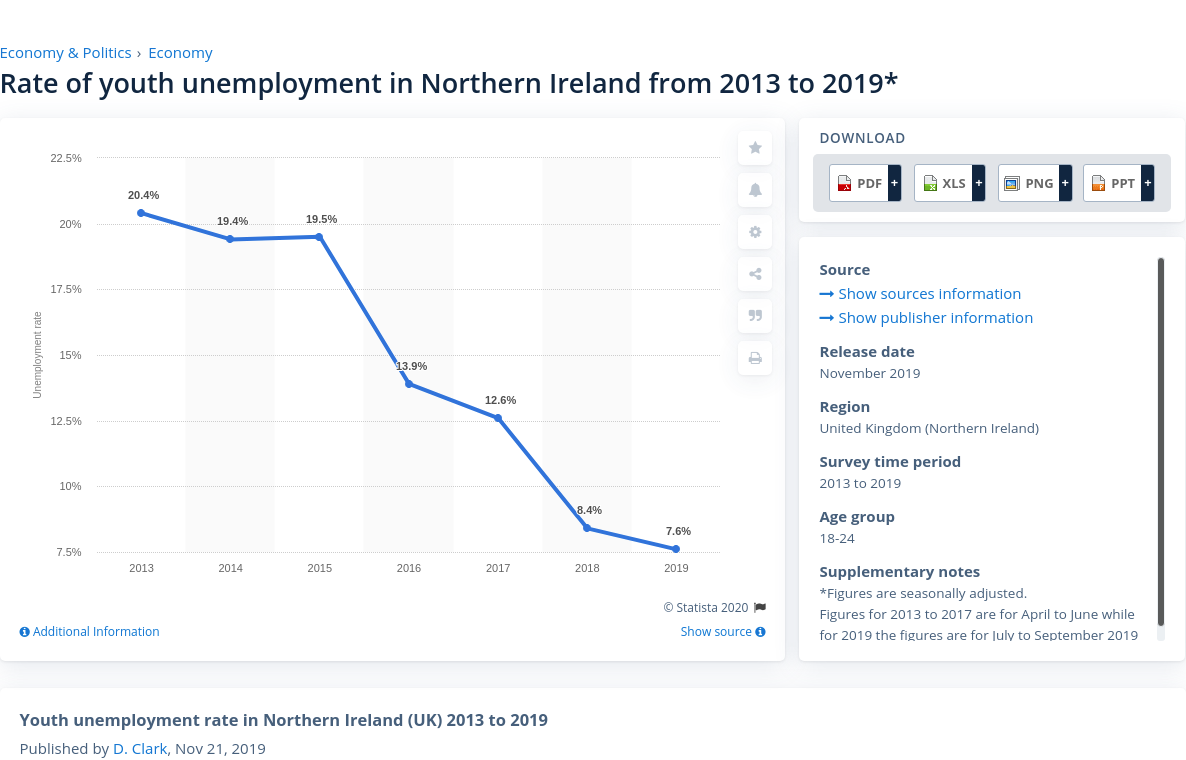 Economy & Politics › Economy
Rate of youth unemployment in Northern Ireland from 2013 to 2019*
22.5%
20%
17.5%
15%
12.5%
10%
7.5%
Unemployment rate
20.4%
19.4%
19.5%
13.9%
12.6%
8.4%
7.6%
2013
2014
2015
2016
2017
2018
2019
© Statista 2020
Additional Information
Show source
DOWNLOAD
PDF +
XLS +
PNG +
PPT +
Source
Show sources information
Show publisher information
Release date
November 2019
Region
United Kingdom (Northern Ireland)
Survey time period
2013 to 2019
Age group
18-24
Supplementary notes
*Figures are seasonally adjusted.
Figures for 2013 to 2017 are for April to June while
for 2019 the figures are for July to September 2019
Youth unemployment rate in Northern Ireland (UK) 2013 to 2019
Published by D. Clark, Nov 21, 2019